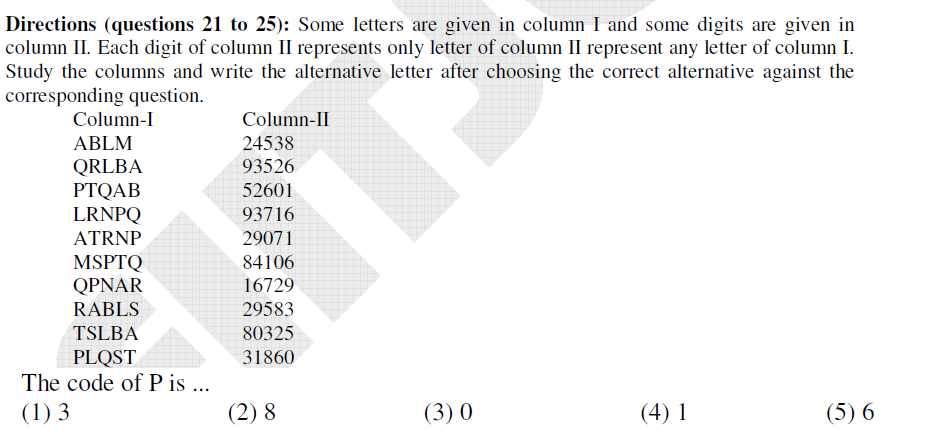 Directions (questions 21 to 25): Some letters are given in column I and some digits are given in
column II. Each digit of column II represents only letter of column II represent any letter of column I.
Study the columns and write the alternative letter after choosing the correct alternative against the
corresponding question.
Column-I Column-II
ABLM 24538
QRLBA 93526
PTQAB 52601
LRNPQ 93716
ATRNP 29071
MSPTQ 84106
QPNAR 16729
RABLS 29583
TSLBA 80325
PLQST 31860
The code of P is ...
(1) 3 (2) 8 (3) 0 (4) 1 (5) 6